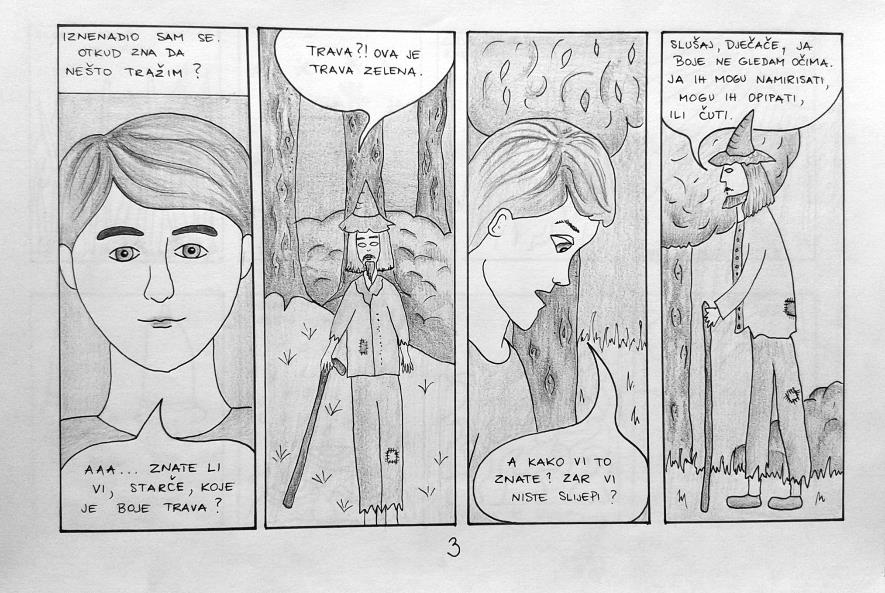 IZNENADIO SAM SE.
OTKUD ZNA DA
NEŠTO TRAŽIM?
AAA... ZNATE LI
VI, STARČE, KOJE
JE BOJE TRAVA?
TRAVA?! OVA JE
TRAVA ZELENA.
A KAKO VI TO
ZNATE? ZAR VI
NISTE SLIJEPI?
SLUŠAJ, DJEČAČE, JA
BOJE NE GLEDAM OČIMA.
JA IH MOGU NAMIRISATI,
MOGU IH OPIPATI,
ILI ČUTI.
3